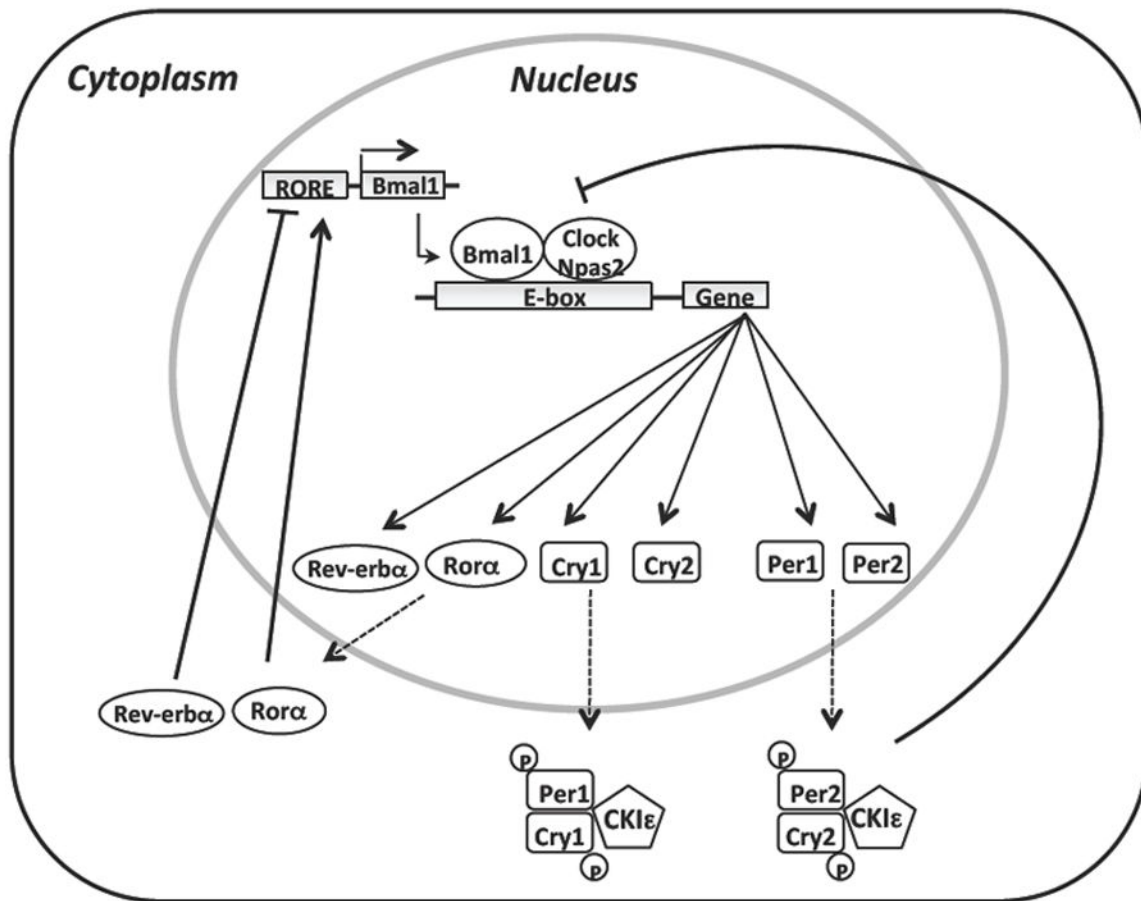 Cytoplasm
Nucleus
RORE
Bmal1
Bmal1
Clock
Npas2
E-box
Gene
Rev-erbα
Rorα
Cry1
Cry2
Per1
Per2
Rev-erbα
Rorα
P
Per1
Cry1
CKIε
P
P
Per2
Cry2
CKIε
P